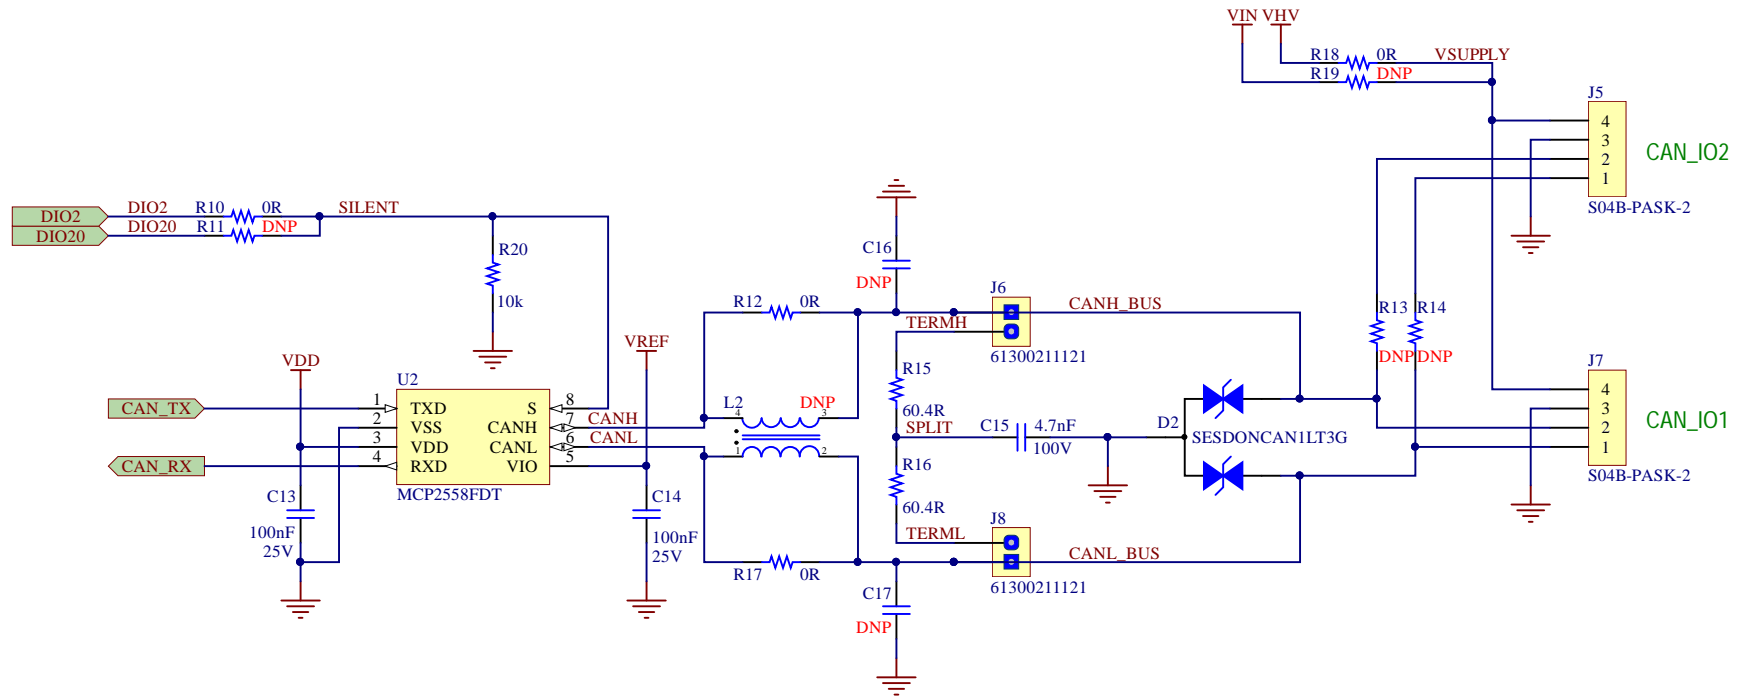 VIN VHV
R18 0R VSUPPLY
R19 DNP
J5
4
3
2
1
CAN_IO2
S04B-PASK-2
DIO2 DIO2 R10 0R SILENT
DIO20 DIO20 R11 DNP
R20
10k
C16
DNP
R12 0R
J6
CANH_BUS
TERMH
61300211121
R13 R14
DNP DNP
VDD
VREF
U2
CAN_TX 1 TXD S 8
2 VSS CANH 7 CANH
3 VDD CANL 6 CANL
CAN_RX 4 RXD VIO 5
MCP2558FDT
L2 DNP
4 3
1 2
R15
60.4R
SPLIT
C15 4.7nF
100V
D2
SESDONCAN1LT3G
J7
4
3
2
1
CAN_IO1
S04B-PASK-2
R16
60.4R
C13
100nF
25V
C14
100nF
25V
TERML
J8
CANL_BUS
61300211121
R17 0R
C17
DNP